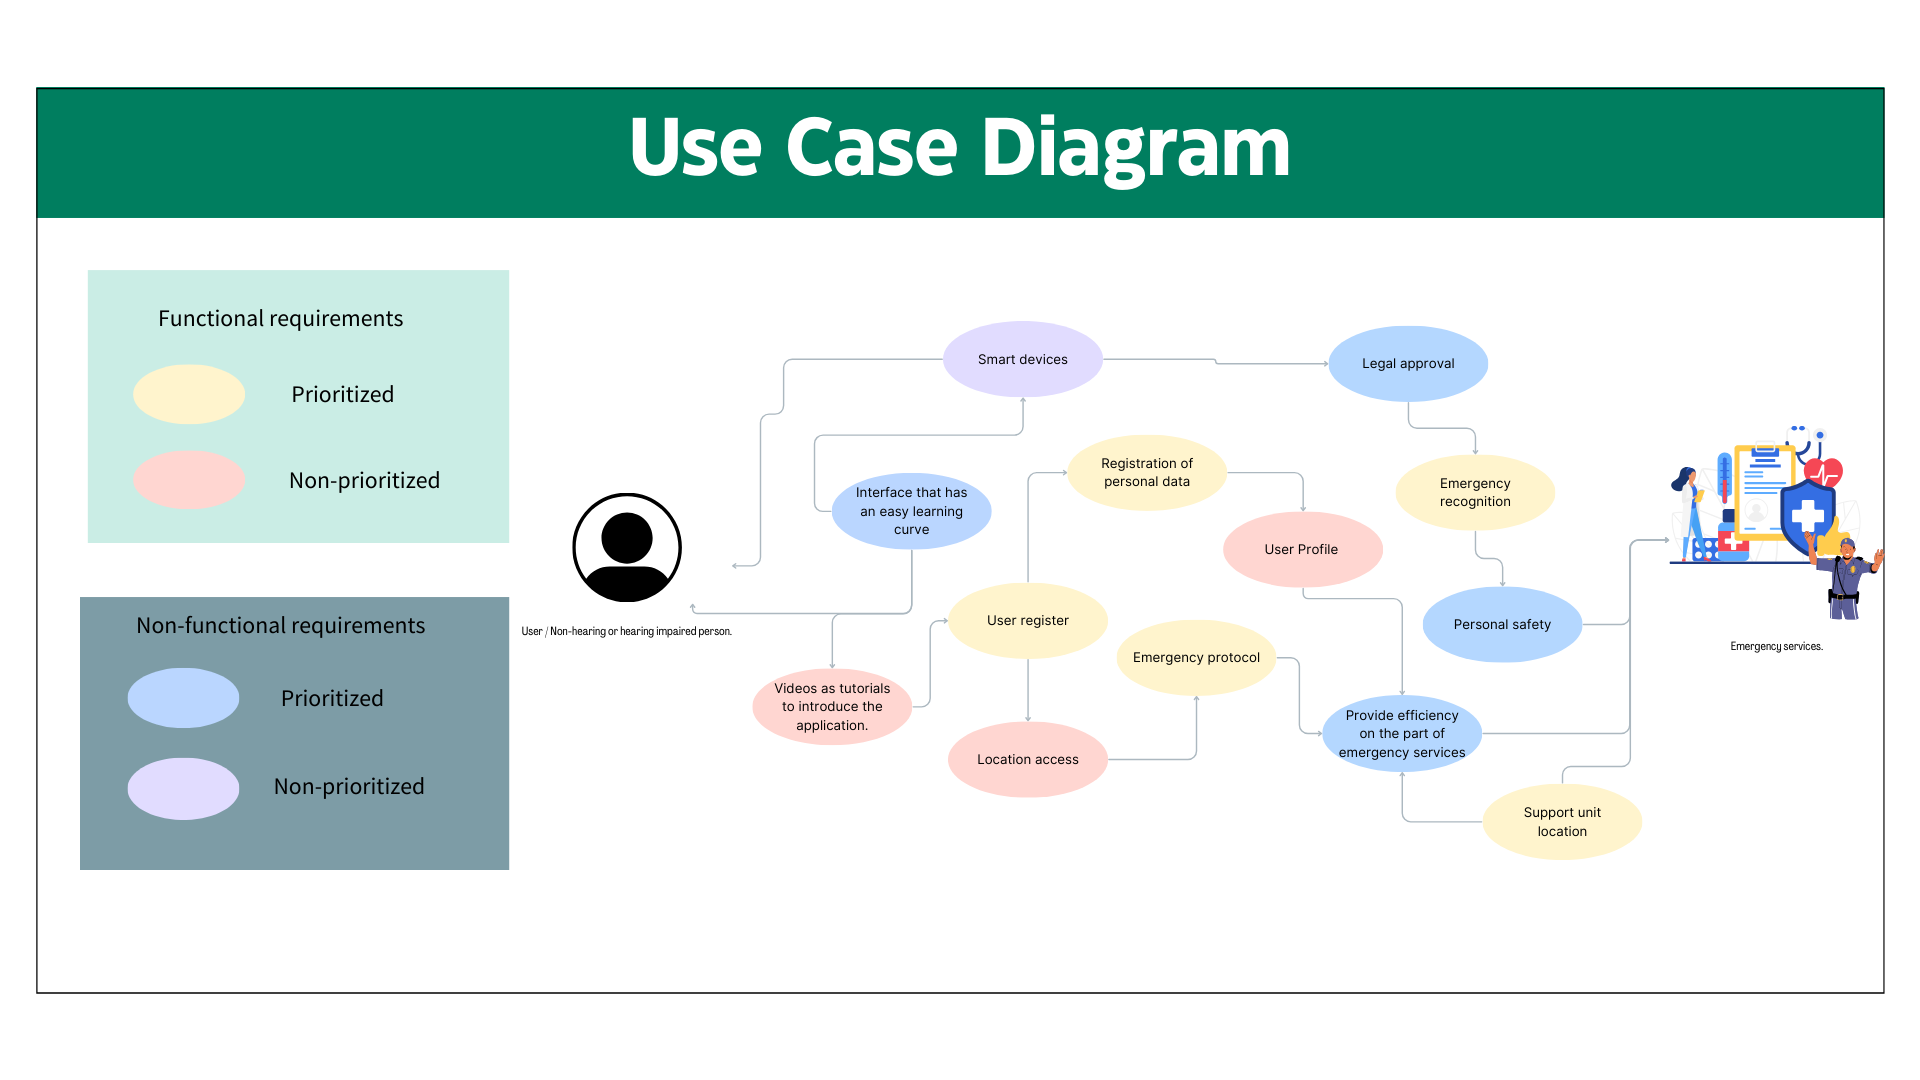 Use Case Diagram
Functional requirements
Prioritized
Non-prioritized
Non-functional requirements
Prioritized
Non-prioritized
User / Non-hearing or hearing impaired person.
Smart devices
Legal approval
Interface that has
an easy learning
curve
Registration of
personal data
Emergency
recognition
User Profile
User register
Emergency protocol
Personal safety
Videos as tutorials
to introduce the
application.
Location access
Provide efficiency
on the part of
emergency services
Support unit
location
Emergency services.